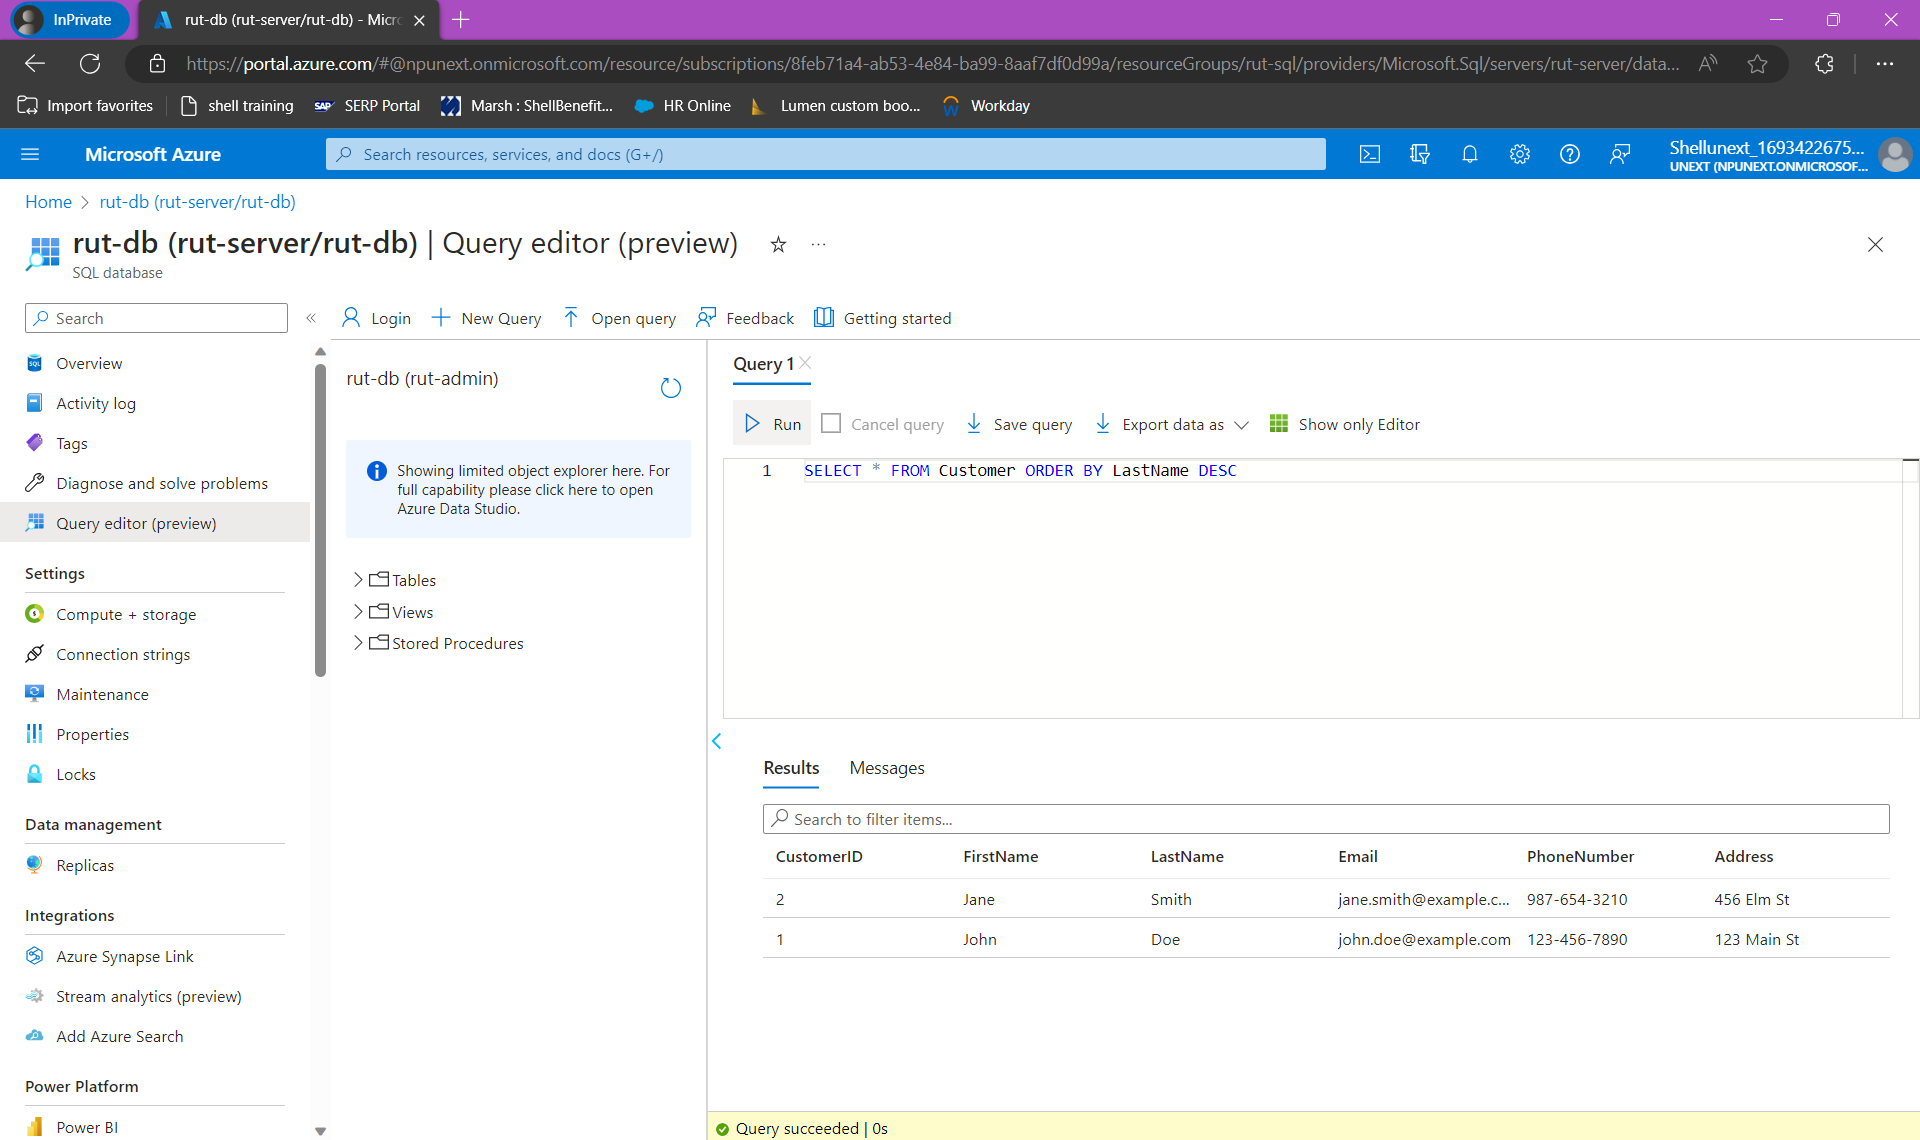 InPrivate
rut-db (rut-server/rut-db) - Micro
https://portal.azure.com/#@npunext.onmicrosoft.com/resource/subscriptions/8feb71a4-ab53-4e84-ba99-8aaf7df0d99a/resourceGroups/rut-sql/providers/Microsoft.Sql/servers/rut-server/data...
Import favorites
shell training
SAP SERP Portal
Marsh : ShellBenefit...
HR Online
Lumen custom boo...
Workday
Microsoft Azure
Search resources, services, and docs (G+/)
Shellunext_1693422675...
UNEXT (NPUNEXT.ONMICROSOF...
Home > rut-db (rut-server/rut-db)
rut-db (rut-server/rut-db) | Query editor (preview)
SQL database
Search
Overview
Activity log
Tags
Diagnose and solve problems
Query editor (preview)
Settings
Compute + storage
Connection strings
Maintenance
Properties
Locks
Data management
Replicas
Integrations
Azure Synapse Link
Stream analytics (preview)
Add Azure Search
Power Platform
Power BI
Login
New Query
Open query
Feedback
Getting started
rut-db (rut-admin)
Showing limited object explorer here. For
full capability please click here to open
Azure Data Studio.
Tables
Views
Stored Procedures
Query 1
Run
Cancel query
Save query
Export data as
Show only Editor
1 SELECT * FROM Customer ORDER BY LastName DESC
Results
Messages
Search to filter items...
CustomerID FirstName LastName Email PhoneNumber Address
2 Jane Smith jane.smith@example.c... 987-654-3210 456 Elm St
1 John Doe john.doe@example.com 123-456-7890 123 Main St
Query succeeded | 0s